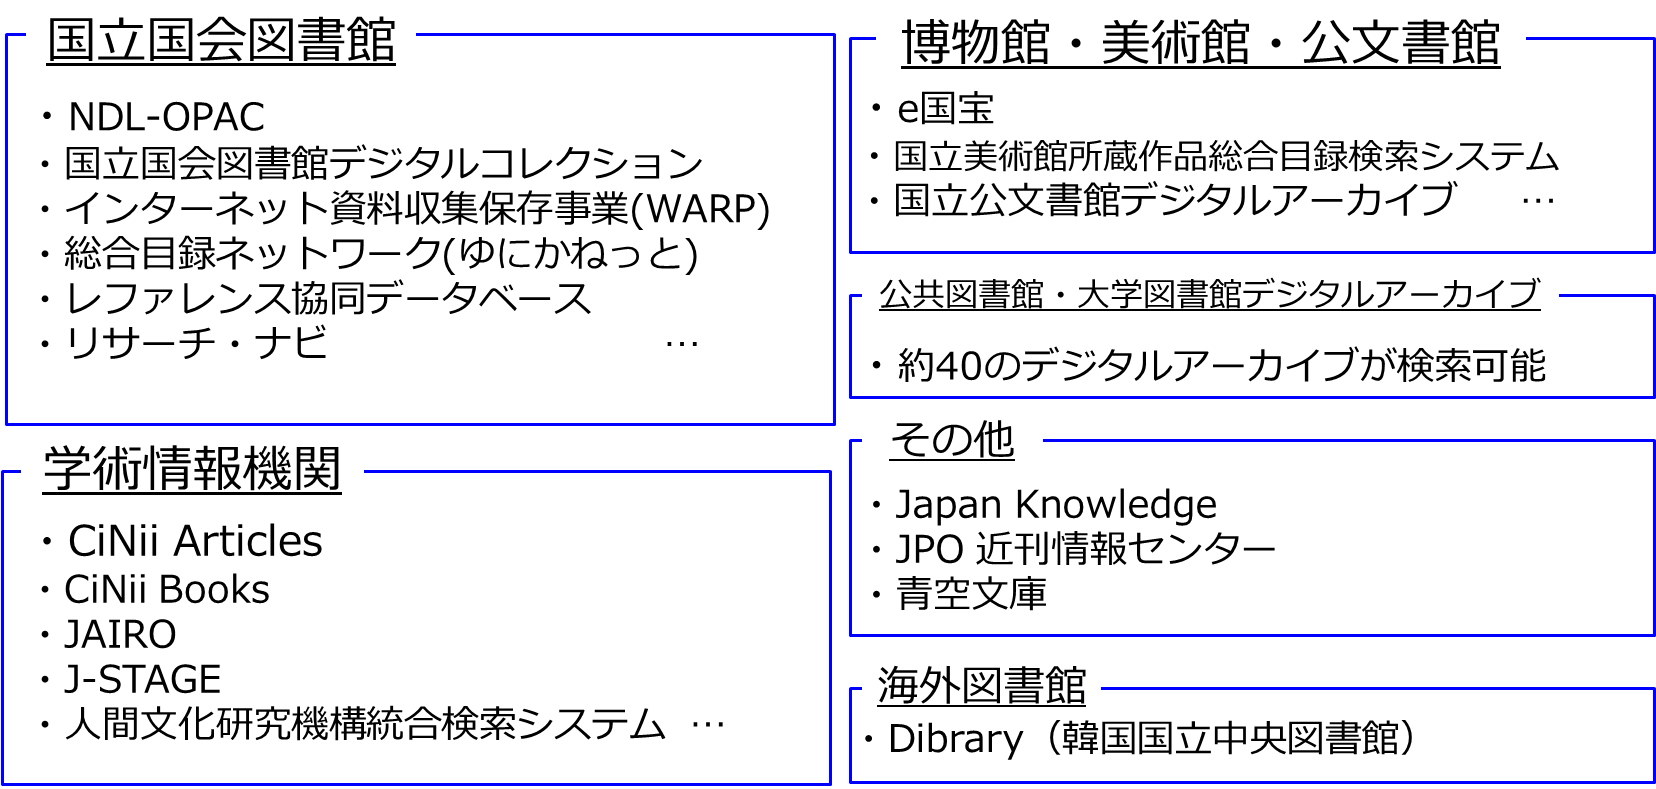 国立国会図書館
・NDL-OPAC
・国立国会図書館デジタルコレクション
・インターネット資料収集保存事業(WARP)
・総合目録ネットワーク(ゆにかねっと)
・レファレンス協同データベース
・リサーチ・ナビ …
学術情報機関
・CiNii Articles
・CiNii Books
・JAIRO
・J-STAGE
・人間文化研究機構統合検索システム …
博物館・美術館・公文書館
・e国宝
・国立美術館所蔵作品総合目録検索システム
・国立公文書館デジタルアーカイブ …
公共図書館・大学図書館デジタルアーカイブ
・約40のデジタルアーカイブが検索可能
その他
・Japan Knowledge
・JPO 近刊情報センター
・青空文庫
海外図書館
・Dibrary（韓国国立中央図書館）